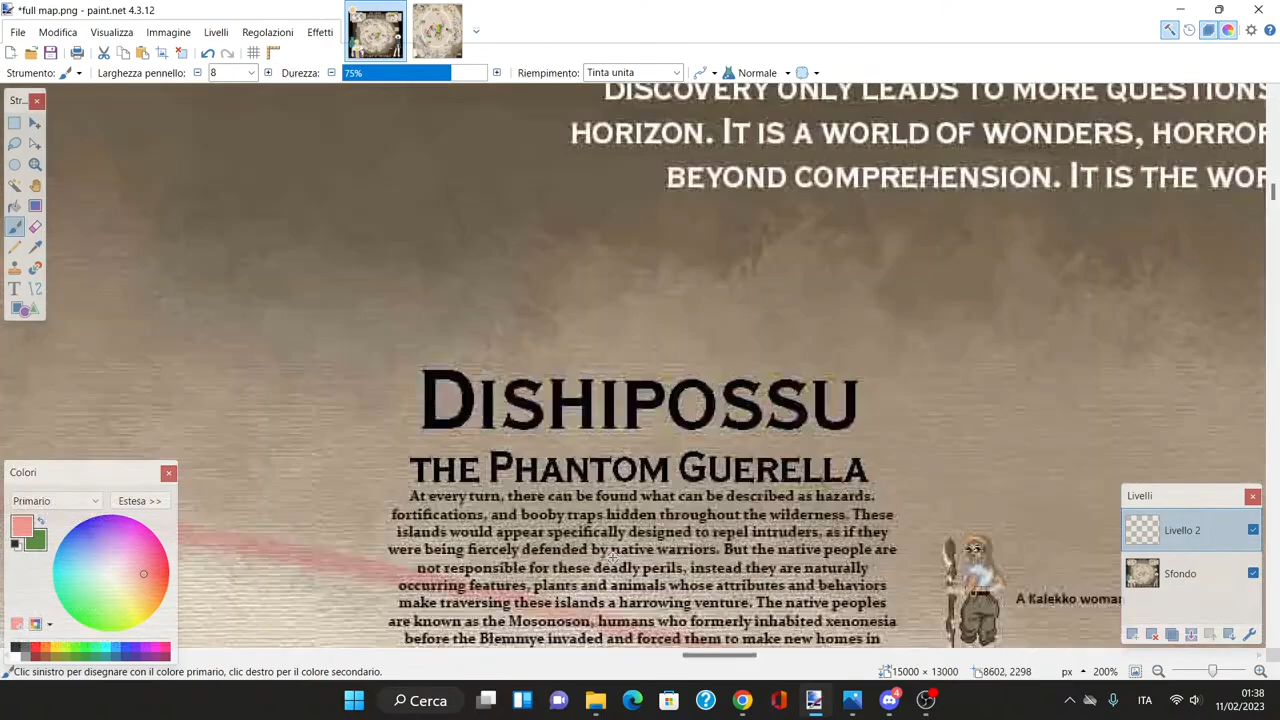 *full map.png - paint.net 4.3.12
File Modifica Visualizza Immagine Livelli Regolazioni Effetti
Strumento: Larghezza pennello: 8 Durezza: 75% Riempimento: Tinta unita Normale
Str...
DISCOVERY ONLY LEADS TO MORE QUESTIONS
HORIZON. IT IS A WORLD OF WONDERS, HORROR
BEYOND COMPREHENSION. IT IS THE WOR
DISHIPOSSU
THE PHANTOM GUERELLA
At every turn, there can be found what can be described as hazards,
fortifications, and booby traps hidden throughout the wilderness. These
islands would appear specifically designed to repel intruders, as if they
were being fiercely defended by native warriors. But the native people are
not responsible for these deadly perils, instead they are naturally
occurring features, plants and animals whose attributes and behaviors
make traversing these islands a harrowing venture. The native peoples
are known as the Mosonoson, humans who formerly inhabited xenonesia
before the Blemmye invaded and forced them to make new homes in
A Kalekko woman
Colori
Primario Estesa >>
Livelli
Livello 2
Sfondo
Clic sinistro per disegnare con il colore primario, clic destro per il colore secondario.
15000 × 13000 8602, 2298 px 200%
Cerca
4
ITA
01:38
11/02/2023